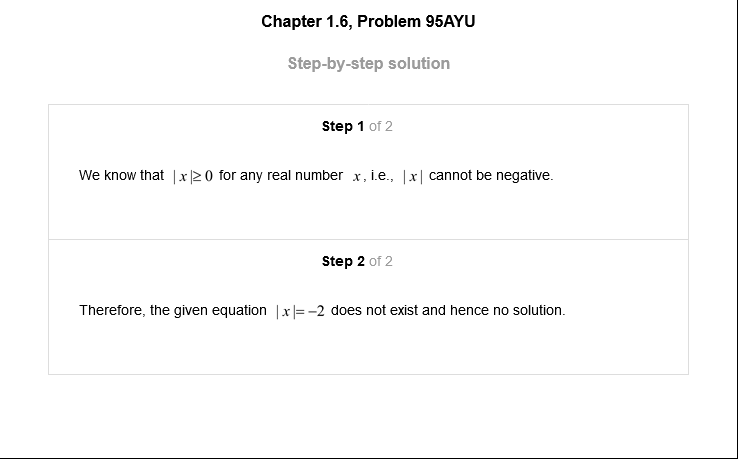 Chapter 1.6, Problem 95AYU
Step-by-step solution
Step 1 of 2
We know that |x|≥0 for any real number x, i.e., |x| cannot be negative.
Step 2 of 2
Therefore, the given equation |x|=−2 does not exist and hence no solution.